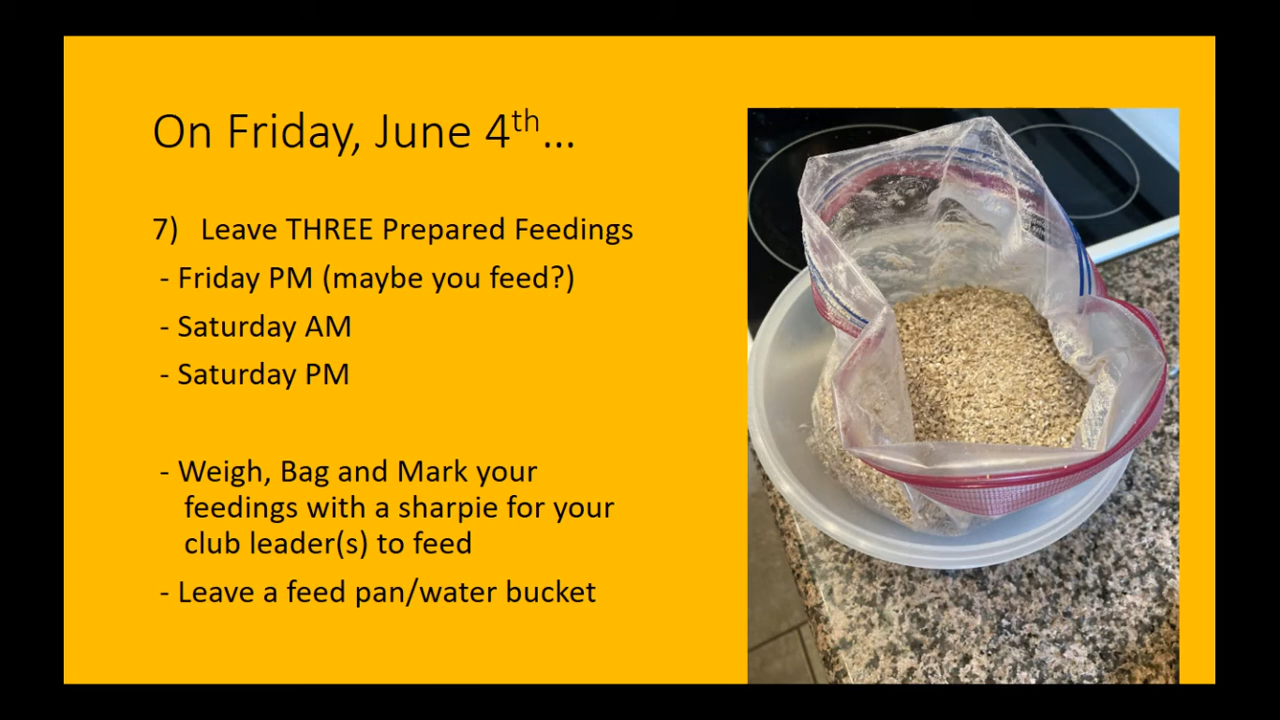 On Friday, June 4th...
7) Leave THREE Prepared Feedings
- Friday PM (maybe you feed?)
- Saturday AM
- Saturday PM
- Weigh, Bag and Mark your
feedings with a sharpie for your
club leader(s) to feed
- Leave a feed pan/water bucket